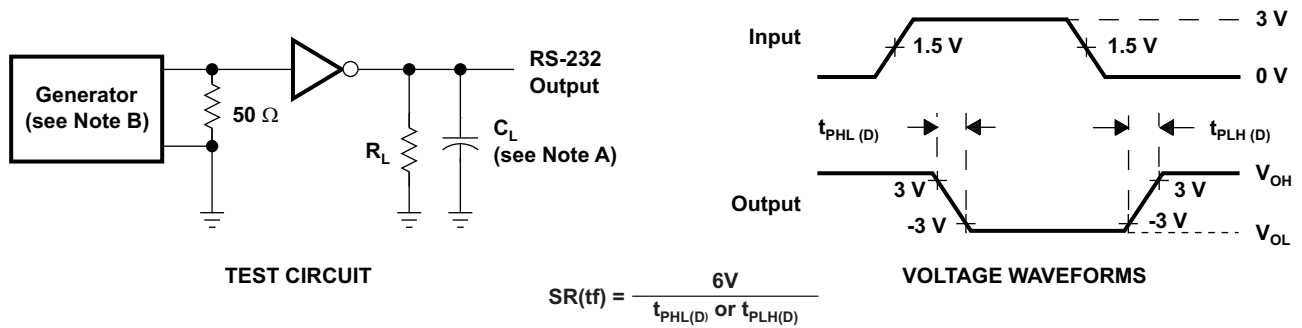 Generator
(see Note B)
50 Ω
RS-232
Output
R_L
C_L
(see Note A)
TEST CIRCUIT
Input
3 V
1.5 V
1.5 V
0 V
t_PHL (D)
t_PLH (D)
Output
3 V
-3 V
3 V
-3 V
V_OH
V_OL
VOLTAGE WAVEFORMS
SR(tf) = 6V / t_PHL(D) or t_PLH(D)